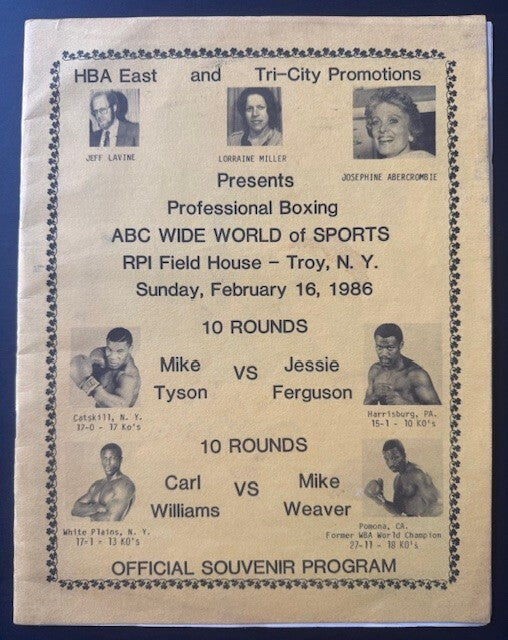 HBA East and Tri-City Promotions
JEFF LAVINE
LORRAINE MILLER
JOSEPHINE ABERCROMBIE
Presents
Professional Boxing
ABC WIDE WORLD of SPORTS
RPI Field House - Troy, N. Y.
Sunday, February 16, 1986
10 ROUNDS
Mike Tyson VS Jessie Ferguson
Catskill, N. Y.
17-0 - 17 Ko's
Harrisburg, PA.
15-1 - 10 KO's
10 ROUNDS
Carl Williams VS Mike Weaver
White Plains, N. Y.
17-1 - 13 KO's
Pomona, CA.
Former WBA World Champion
27-11 - 18 KO's
OFFICIAL SOUVENIR PROGRAM